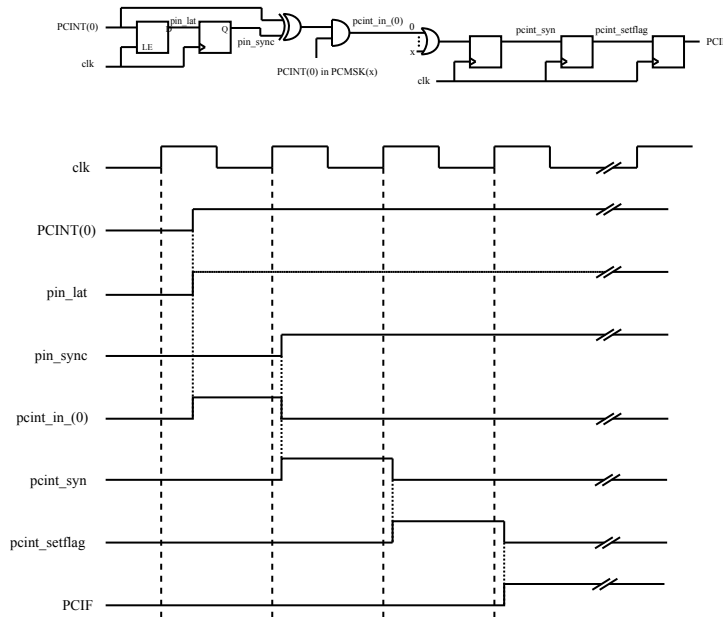 PCINT(0)
pin_lat
D
Q
LE
pin_sync
clk
pcint_in_(0)
0
x
PCINT(0) in PCMSK(x)
pcint_syn
pcint_setflag
PCI
clk
clk
PCINT(0)
pin_lat
pin_sync
pcint_in_(0)
pcint_syn
pcint_setflag
PCIF